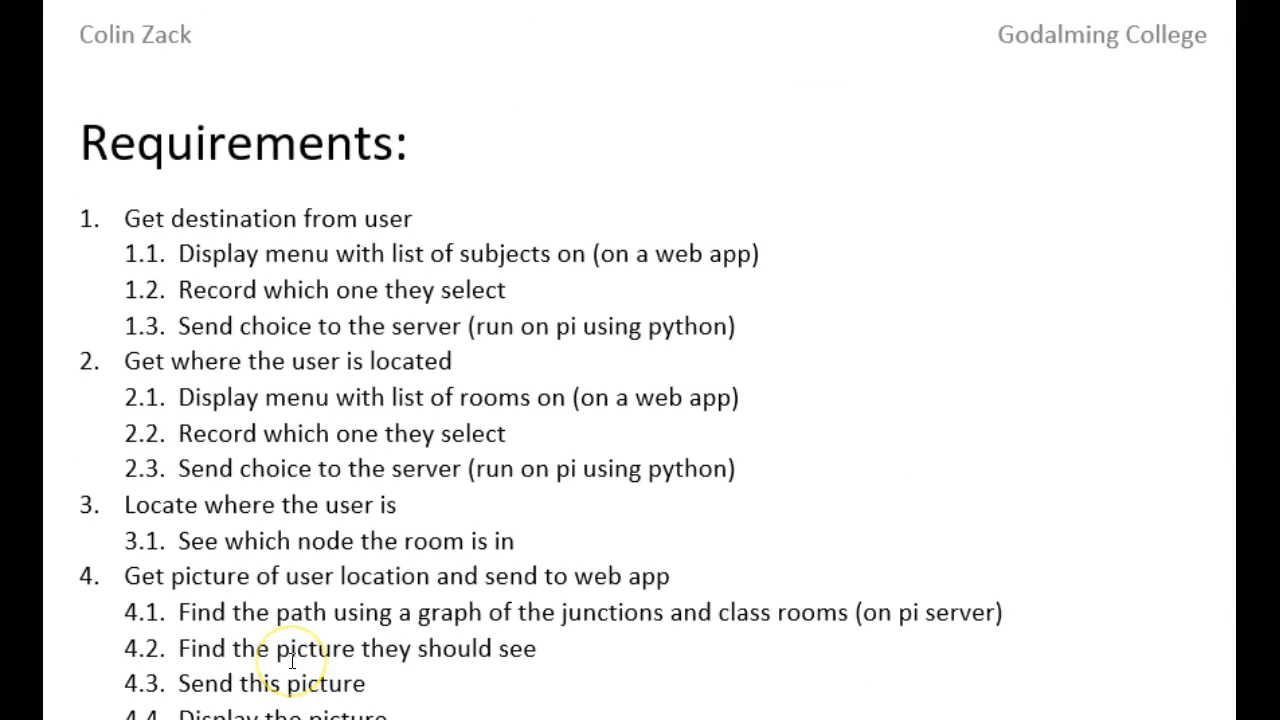 Colin Zack
Godalming College
Requirements:
1. Get destination from user
1.1. Display menu with list of subjects on (on a web app)
1.2. Record which one they select
1.3. Send choice to the server (run on pi using python)
2. Get where the user is located
2.1. Display menu with list of rooms on (on a web app)
2.2. Record which one they select
2.3. Send choice to the server (run on pi using python)
3. Locate where the user is
3.1. See which node the room is in
4. Get picture of user location and send to web app
4.1. Find the path using a graph of the junctions and class rooms (on pi server)
4.2. Find the picture they should see
4.3. Send this picture
4.4. Display the picture